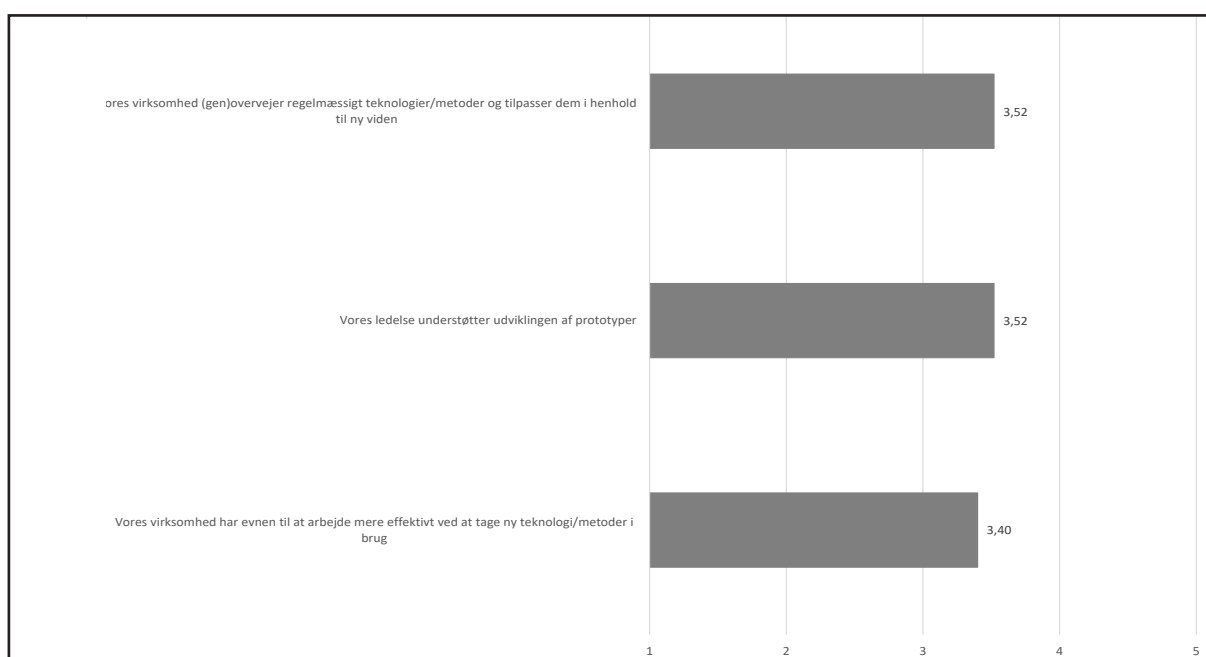 ores virksomhed (gen)overvejer regelmæssigt teknologier/metoder og tilpasser dem i henhold
til ny viden
3,52
Vores ledelse understøtter udviklingen af prototyper
3,52
Vores virksomhed har evnen til at arbejde mere effektivt ved at tage ny teknologi/metoder i
brug
3,40
1 2 3 4 5